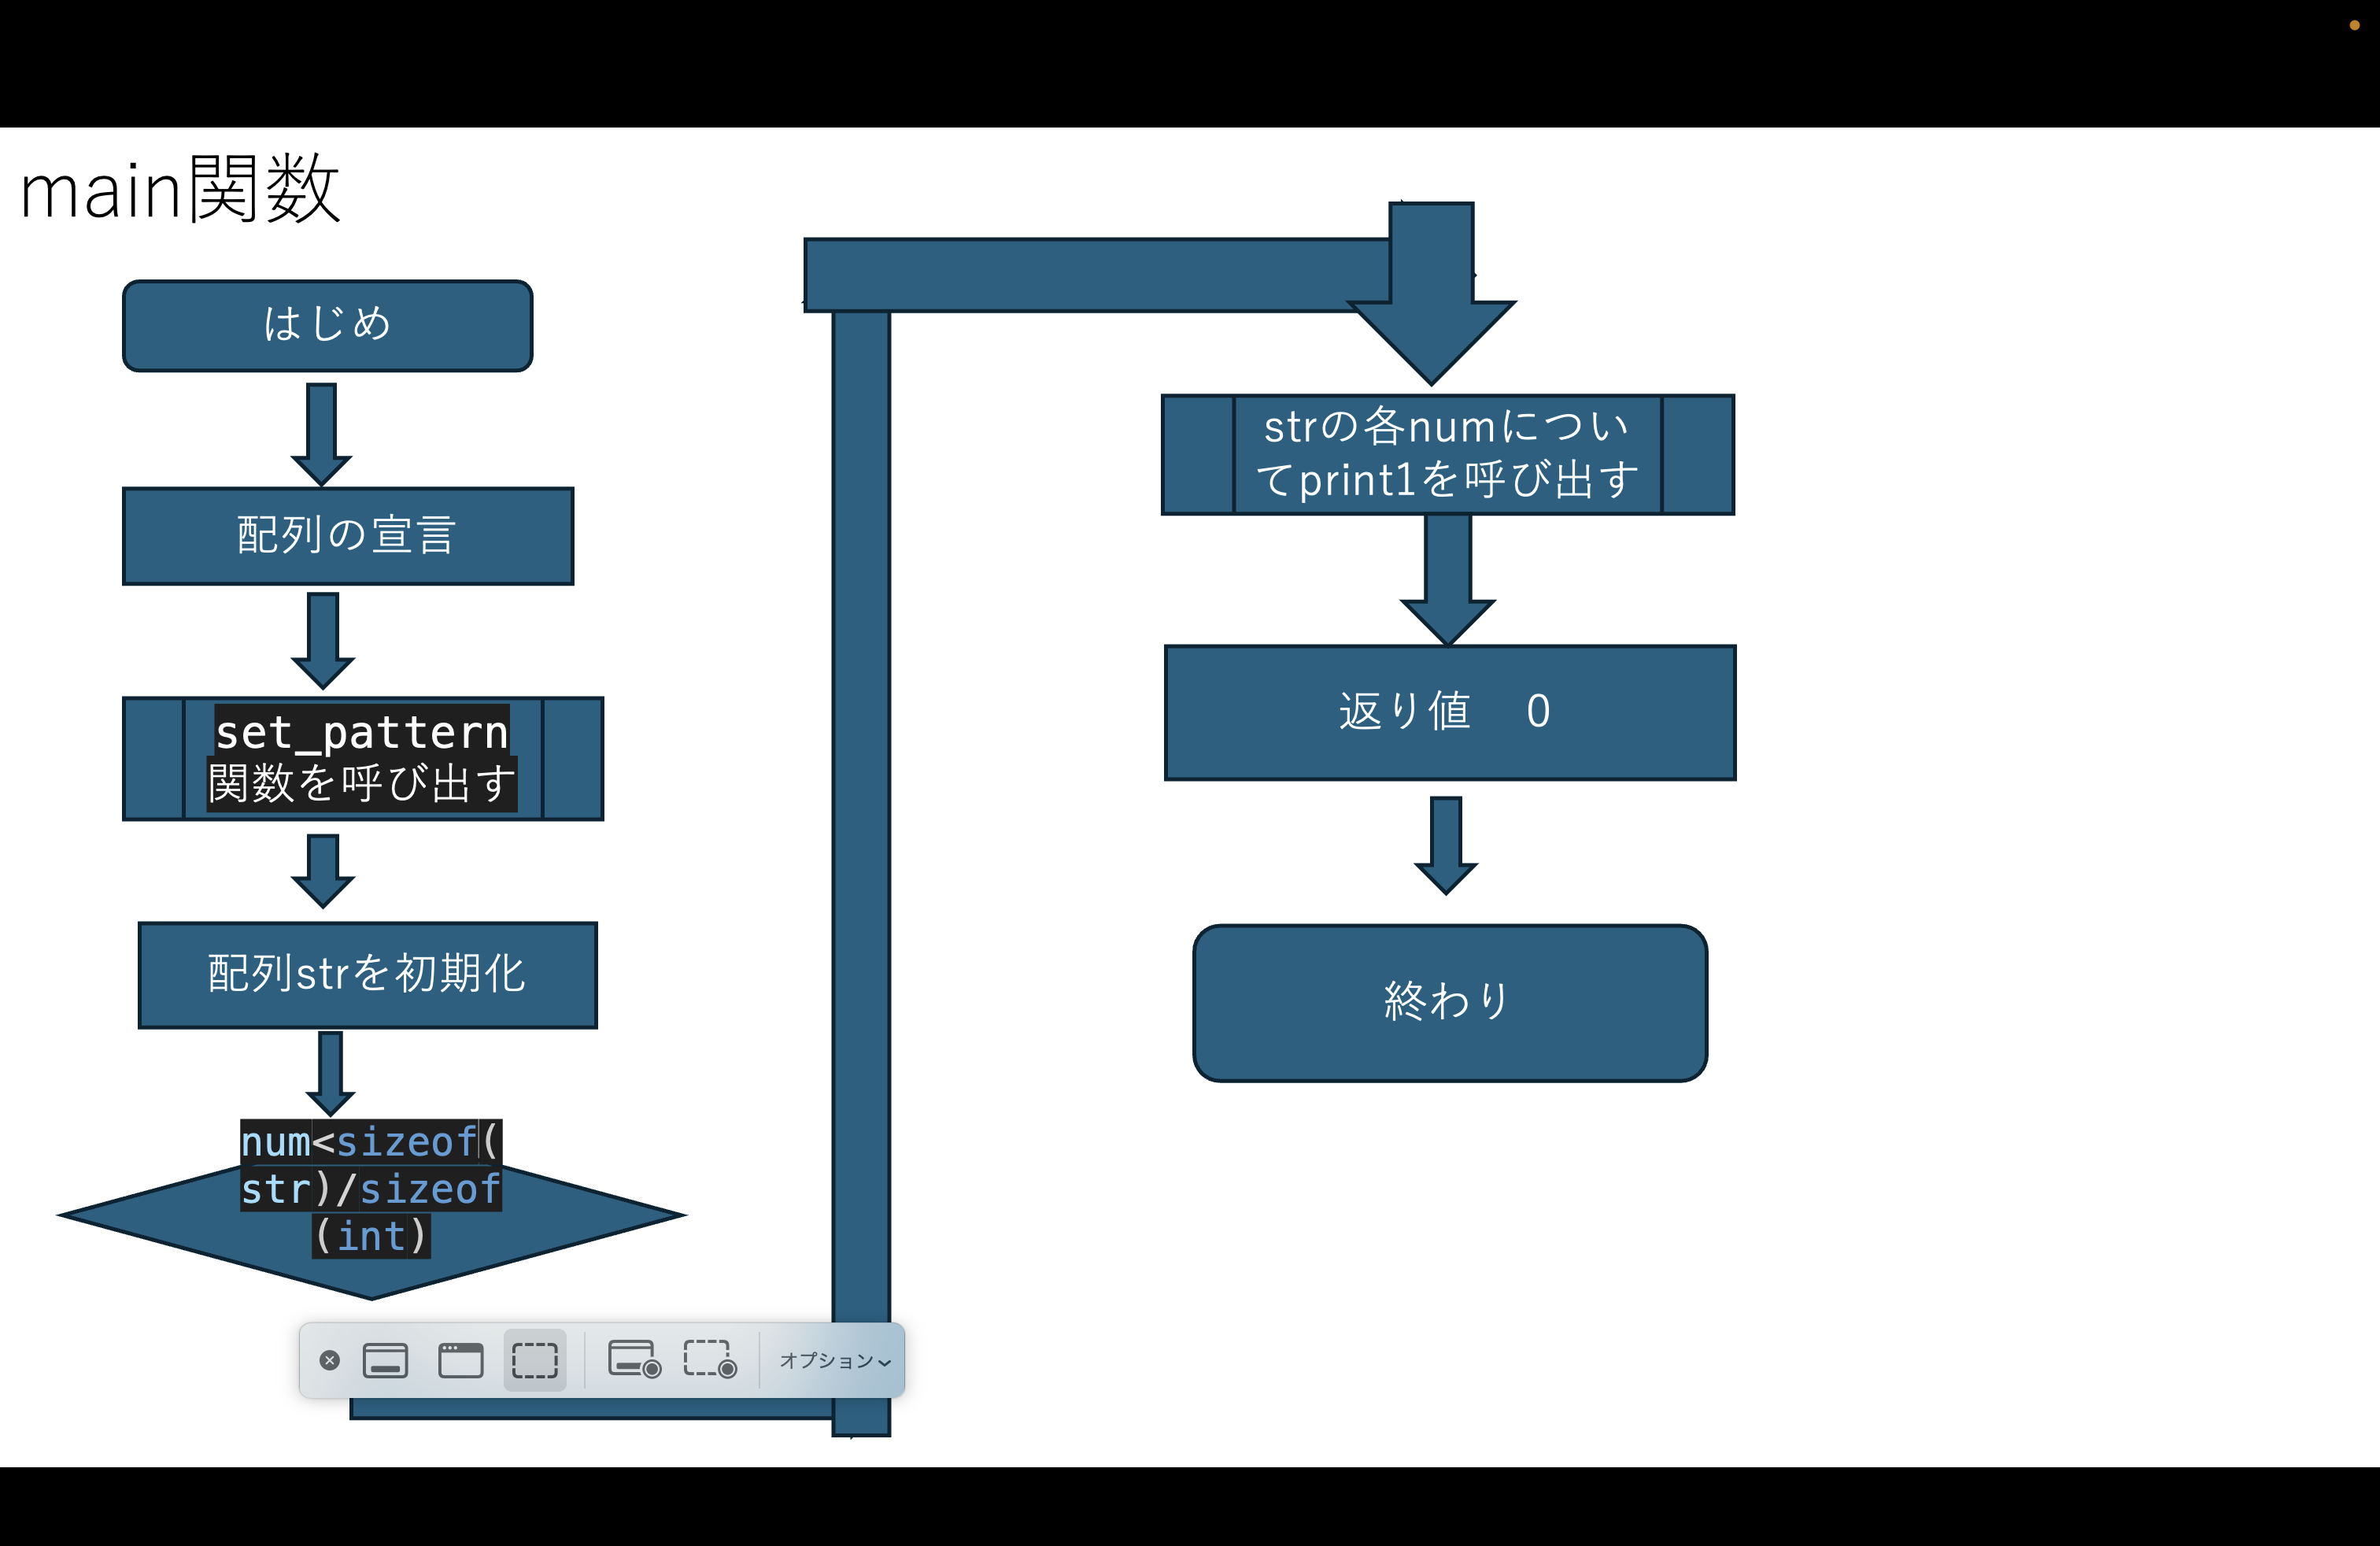 main関数
はじめ
配列の宣言
set_pattern
関数を呼び出す
配列strを初期化
num<sizeof(
str)/sizeof
(int)
オプション
strの各numについ
てprint1を呼び出す
返り値　0
終わり